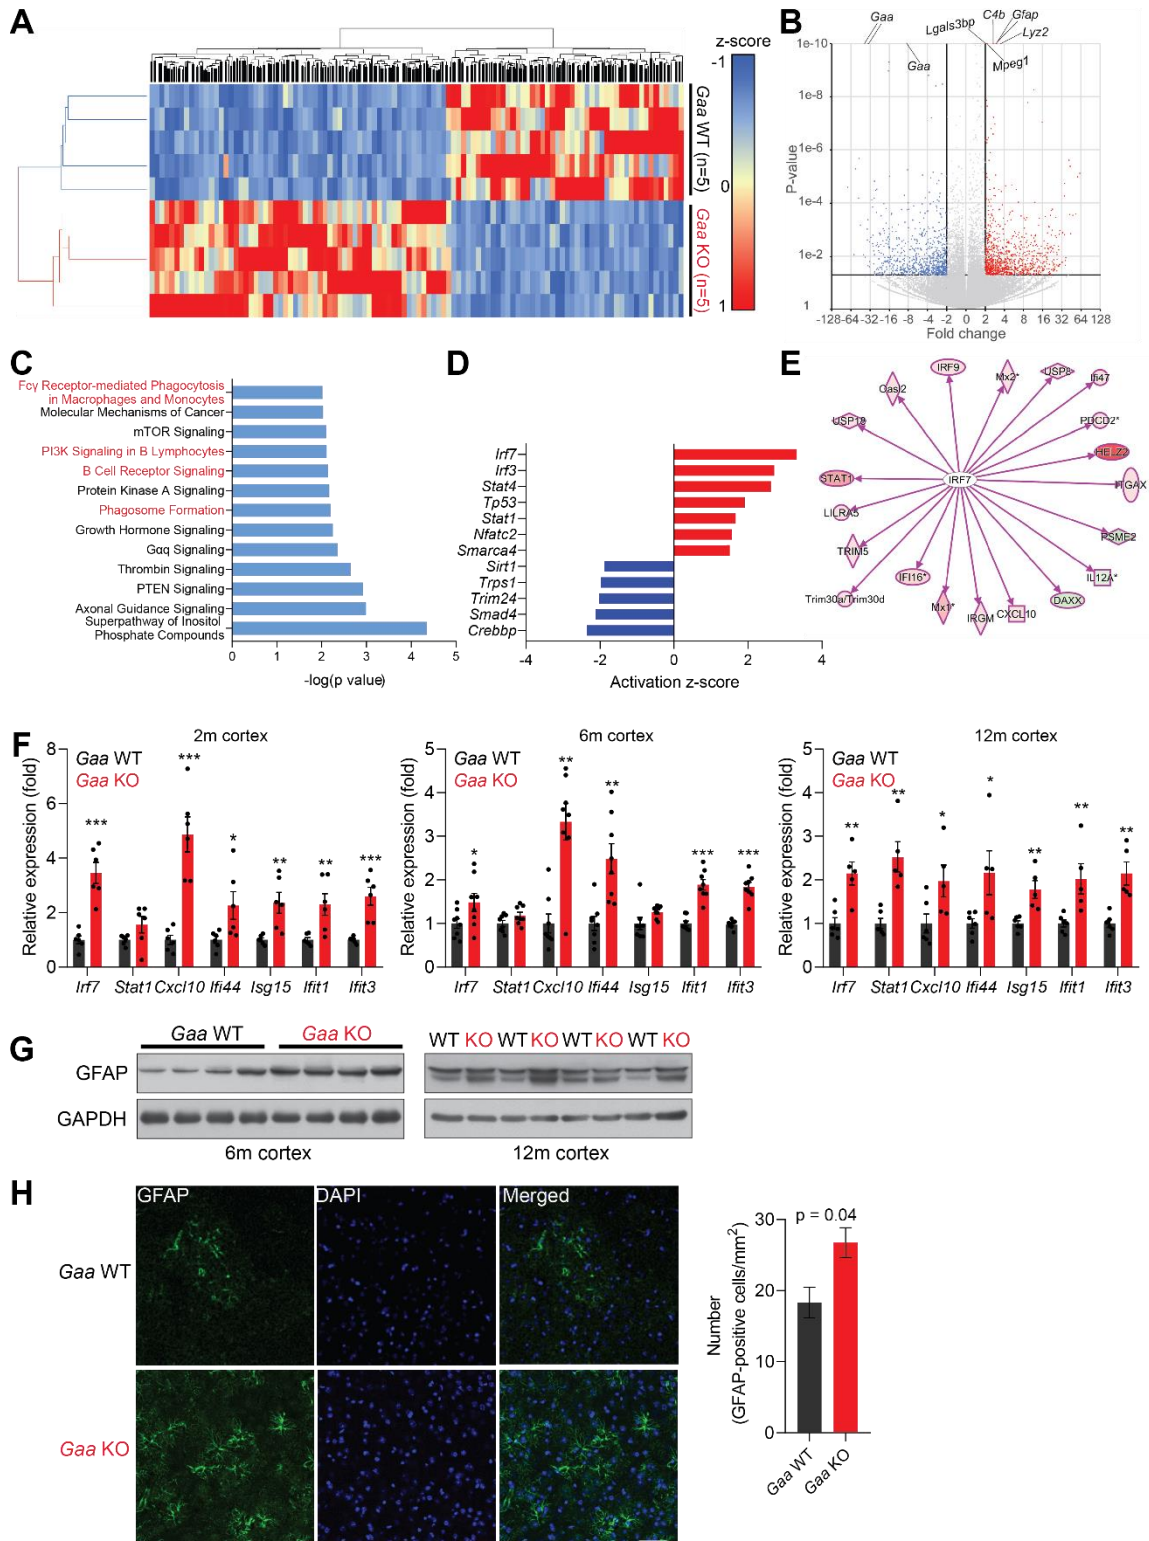 A
z-score
-1
0
1
Gaa WT (n=5)
Gaa KO (n=5)
B
Gaa
Lgals3bp
C4b
Gfap
Lyz2
Gaa
Mpeg1
P-value
1e-10
1e-8
1e-6
1e-4
1e-2
1
-128 -64 -32 -16 -8 -4 -2 0 2 4 8 16 32 64 128
Fold change
C
Fcγ Receptor-mediated Phagocytosis
in Macrophages and Monocytes
Molecular Mechanisms of Cancer
mTOR Signaling
PI3K Signaling in B Lymphocytes
B Cell Receptor Signaling
Protein Kinase A Signaling
Phagosome Formation
Growth Hormone Signaling
Gαq Signaling
Thrombin Signaling
PTEN Signaling
Axonal Guidance Signaling
Superpathway of Inositol
Phosphate Compounds
0 1 2 3 4 5
-log(p value)
D
Irf7
Irf3
Stat4
Tp53
Stat1
Nfatc2
Smarca4
Sirt1
Trps1
Trim24
Smad4
Crebbp
-4 -2 0 2 4
Activation z-score
E
IRF9
Mx2*
USP8
Ifi47
Oasl2
PDCD2*
USP19
HELZ2
STAT1
IRF7
ITGAX
LILRA5
PSME2
TRIM5
IL12A*
IFI16*
DAXX
Trim30a/Trim30d
Mx1*
IRGM
CXCL10
F
2m cortex
Gaa WT
Gaa KO
Relative expression (fold)
8
6
4
2
0
*** *** * ** ** ***
Irf7 Stat1 Cxcl10 Ifi44 Isg15 Ifit1 Ifit3
6m cortex
Gaa WT
Gaa KO
Relative expression (fold)
5
4
3
2
1
0
* ** ** *** ***
Irf7 Stat1 Cxcl10 Ifi44 Isg15 Ifit1 Ifit3
12m cortex
Gaa WT
Gaa KO
Relative expression (fold)
5
4
3
2
1
0
** ** * * ** ** **
Irf7 Stat1 Cxcl10 Ifi44 Isg15 Ifit1 Ifit3
G
Gaa WT
Gaa KO
WT KO WT KO WT KO WT KO
GFAP
GAPDH
6m cortex
12m cortex
H
GFAP
DAPI
Merged
Gaa WT
Gaa KO
p = 0.04
Number
(GFAP-positive cells/mm²)
30
20
10
0
Gaa WT
Gaa KO